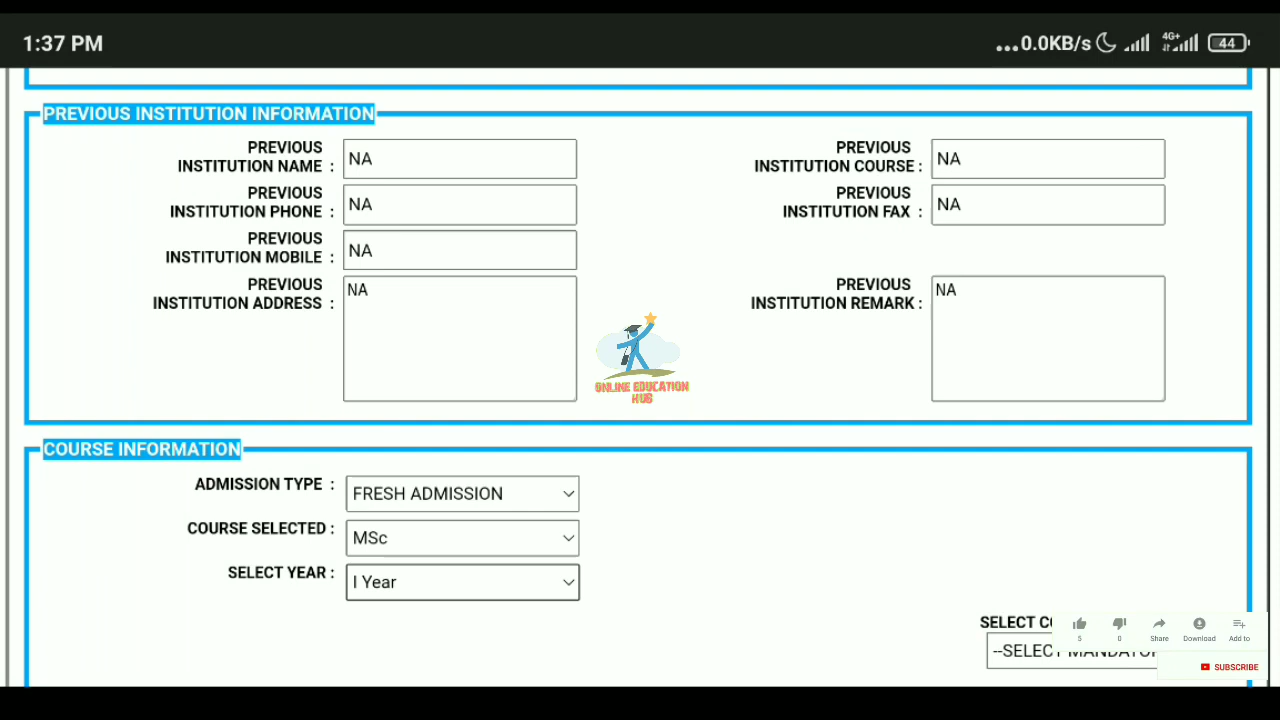 1:37 PM
...0.0KB/s 4G+ 44
PREVIOUS INSTITUTION INFORMATION
PREVIOUS INSTITUTION NAME : NA
PREVIOUS INSTITUTION COURSE : NA
PREVIOUS INSTITUTION PHONE : NA
PREVIOUS INSTITUTION FAX : NA
PREVIOUS INSTITUTION MOBILE : NA
PREVIOUS INSTITUTION ADDRESS : NA
PREVIOUS INSTITUTION REMARK : NA
ONLINE EDUCATION
HUB
COURSE INFORMATION
ADMISSION TYPE : FRESH ADMISSION
COURSE SELECTED : MSc
SELECT YEAR : I Year
SELECT
--SELECT
5 0 Share Download Add to
SUBSCRIBE